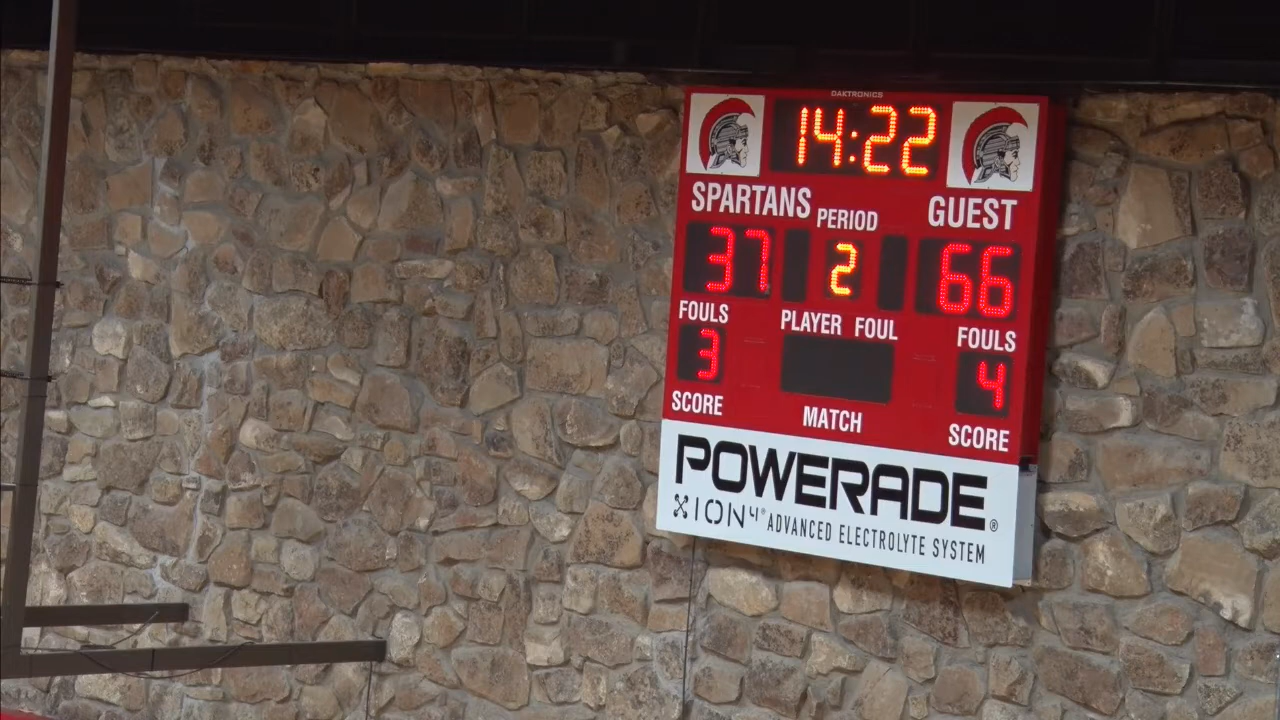 DAKTRONICS
14:22
SPARTANS PERIOD GUEST
37 2 66
FOULS PLAYER FOUL FOULS
3 4
SCORE MATCH SCORE
POWERADE®
ION4® ADVANCED ELECTROLYTE SYSTEM